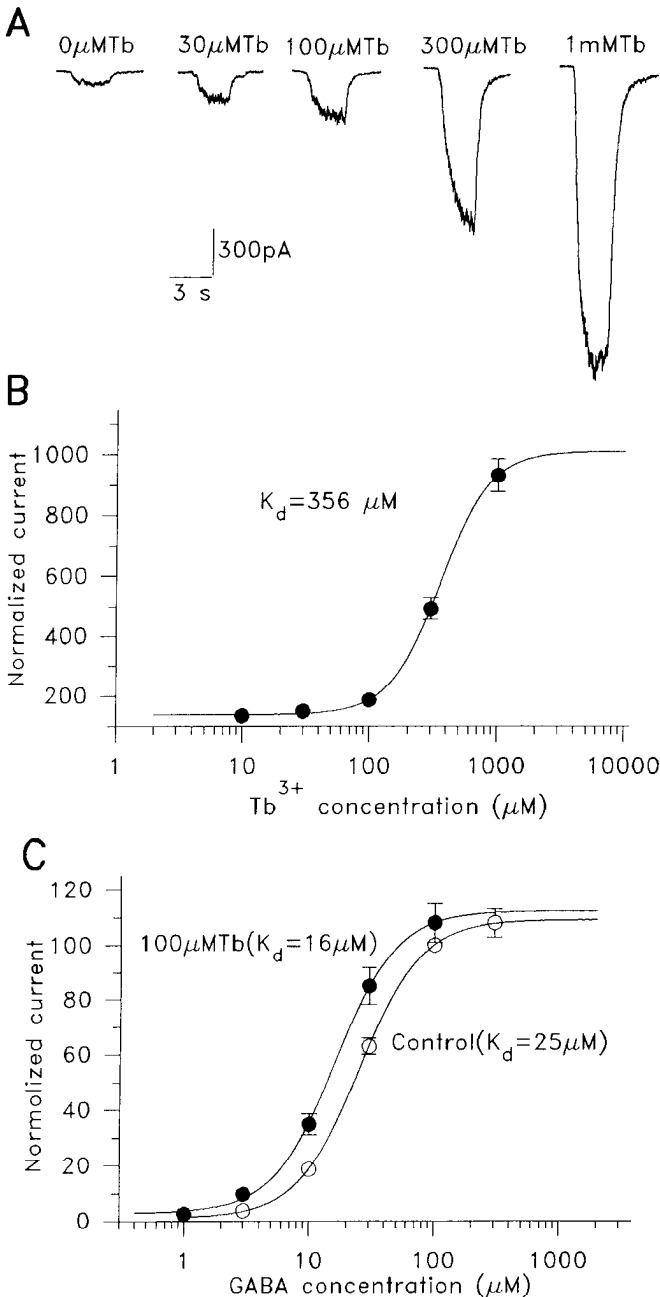 A
0μMTb 30μMTb 100μMTb 300μMTb 1mMTb
300pA
3 s
B
Normalized current
1000
800
600
400
200
K_d=356 μM
1 10 100 1000 10000
Tb³⁺ concentration (μM)
C
Normolized current
120
100
80
60
40
20
0
100μMTb(K_d=16μM)
Control(K_d=25μM)
1 10 100 1000
GABA concentration (μM)